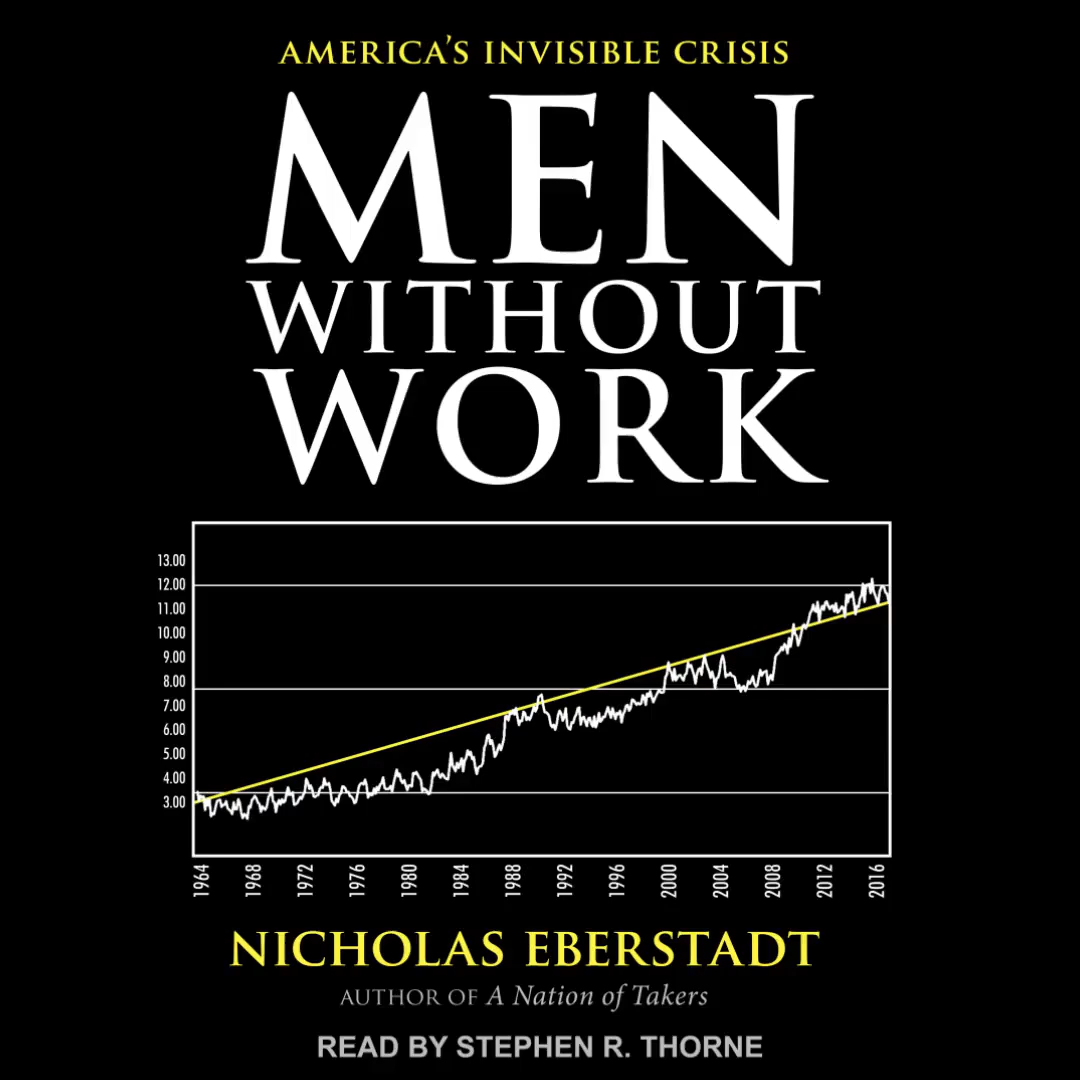 AMERICA'S INVISIBLE CRISIS
MEN
WITHOUT
WORK
13.00
12.00
11.00
10.00
9.00
8.00
7.00
6.00
5.00
4.00
3.00
1964 1968 1972 1976 1980 1984 1988 1992 1996 2000 2004 2008 2012 2016
NICHOLAS EBERSTADT
AUTHOR OF A Nation of Takers
READ BY STEPHEN R. THORNE